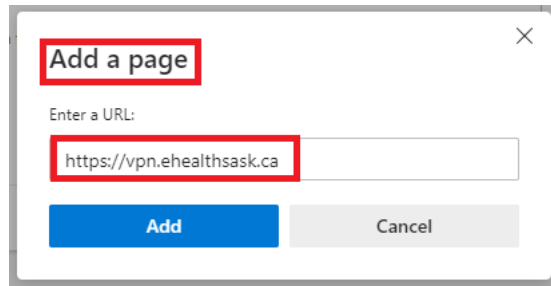 Add a page
Enter a URL:
https://vpn.ehealthsask.ca
Add
Cancel